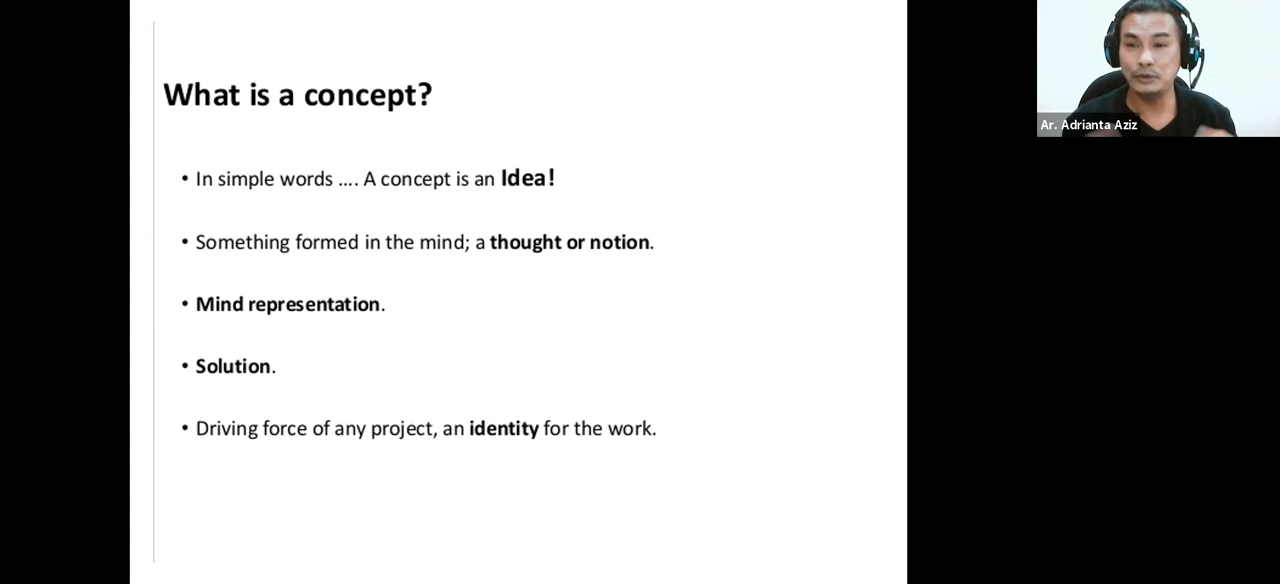 What is a concept?
• In simple words .... A concept is an Idea!
• Something formed in the mind; a thought or notion.
• Mind representation.
• Solution.
• Driving force of any project, an identity for the work.
Ar. Adrianta Aziz